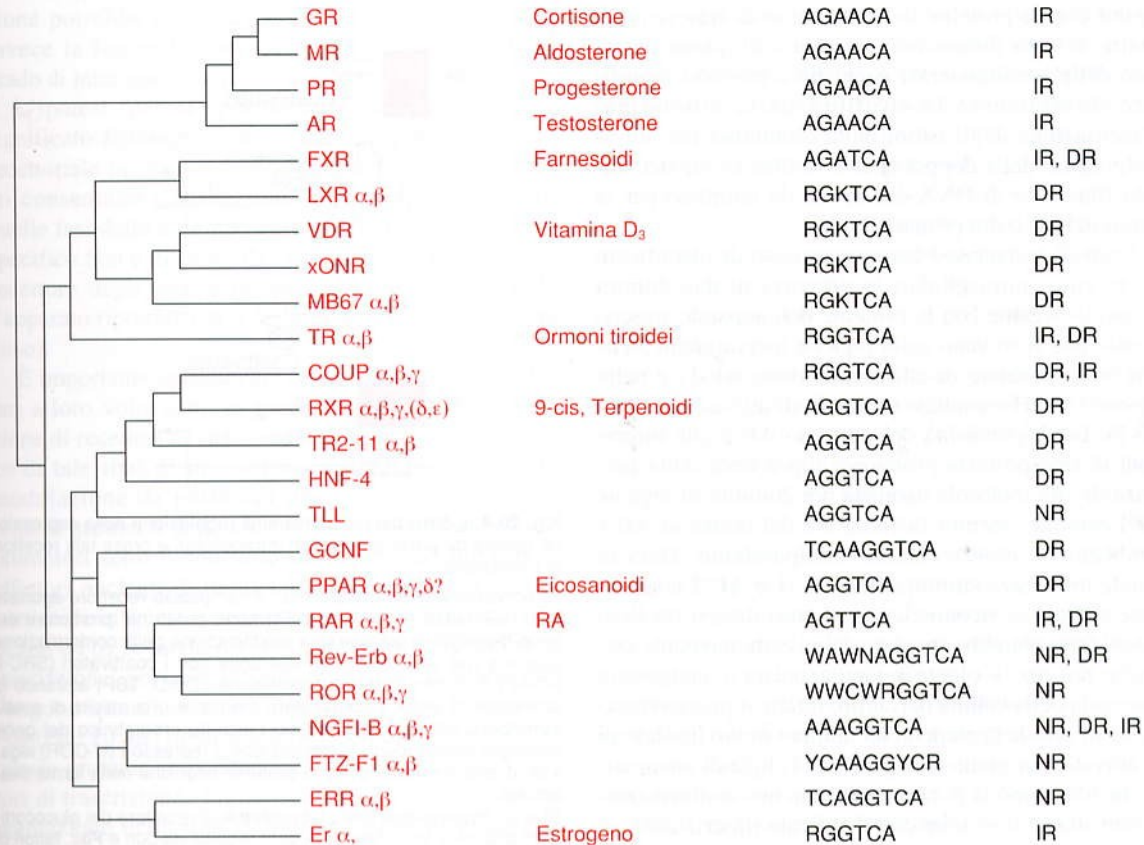 GR Cortisone AGAACA IR
MR Aldosterone AGAACA IR
PR Progesterone AGAACA IR
AR Testosterone AGAACA IR
FXR Farnesoidi AGATCA IR, DR
LXR α,β RGKTCA DR
VDR Vitamina D₃ RGKTCA DR
xONR RGKTCA DR
MB67 α,β RGKTCA DR
TR α,β Ormoni tiroidei RGGTCA IR, DR
COUP α,β,γ RGGTCA DR, IR
RXR α,β,γ,(δ,ε) 9-cis, Terpenoidi AGGTCA DR
TR2-11 α,β AGGTCA DR
HNF-4 AGGTCA DR
TLL AGGTCA NR
GCNF TCAAGGTCA DR
PPAR α,β,γ,δ? Eicosanoidi AGGTCA DR
RAR α,β,γ RA AGTTCA IR, DR
Rev-Erb α,β WAWNAGGTCA NR, DR
ROR α,β,γ WWCWRGGTCA NR
NGFI-B α,β,γ AAAGGTCA NR, DR, IR
FTZ-F1 α,β YCAAGGYCR NR
ERR α,β TCAGGTCA NR
Er α, Estrogeno RGGTCA IR